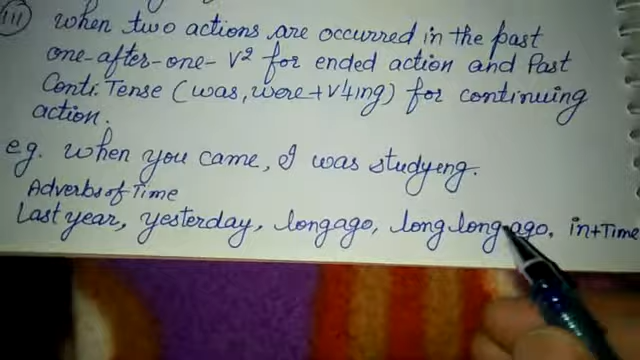 (iii) when two actions are occurred in the past
one-after-one- V² for ended action and Past
Conti. Tense (was, were + V4ing) for continuing
action.
eg. when you came, I was studyeng.
Adverbs of Time
Last year, yesterday, longago, long long ago, in+Time